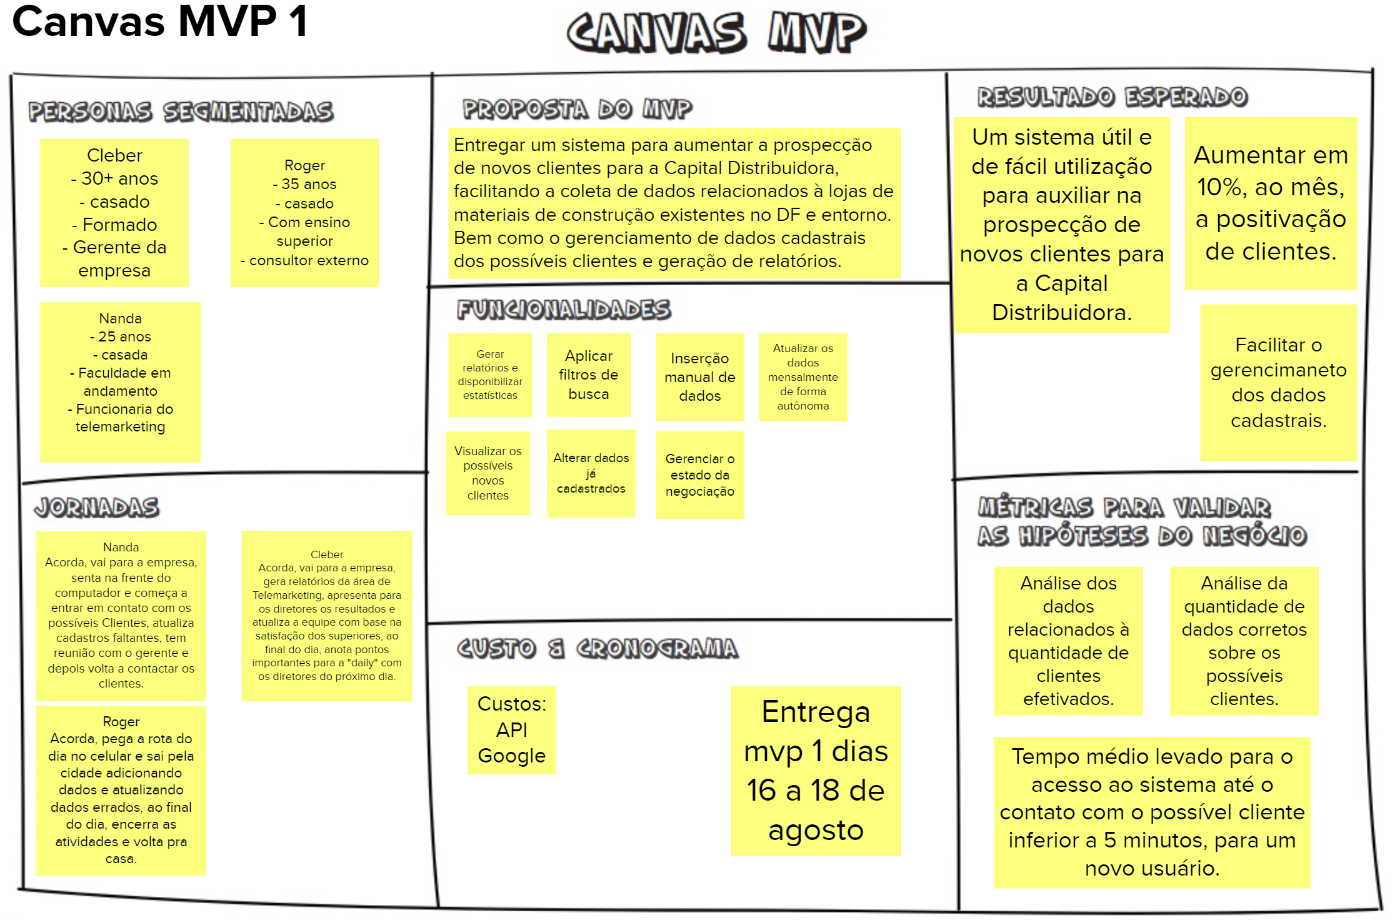 Canvas MVP 1
CANVAS MVP
PERSONAS SEGMENTADAS
Cleber
- 30+ anos
- casado
- Formado
- Gerente da
empresa
Roger
- 35 anos
- casado
- Com ensino
superior
- consultor externo
Nanda
- 25 anos
- casada
- Faculdade em
andamento
- Funcionaria do
telemarketing
PROPOSTA DO MVP
Entregar um sistema para aumentar a prospecção
de novos clientes para a Capital Distribuidora,
facilitando a coleta de dados relacionados à lojas de
materiais de construção existentes no DF e entorno.
Bem como o gerenciamento de dados cadastrais
dos possíveis clientes e geração de relatórios.
RESULTADO ESPERADO
Um sistema útil e
de fácil utilização
para auxiliar na
prospecção de
novos clientes para
a Capital
Distribuidora.
Aumentar em
10%, ao mês,
a positivação
de clientes.
Facilitar o
gerencimaneto
dos dados
cadastrais.
FUNCIONALIDADES
Gerar
relatórios e
disponibilizar
estatísticas
Aplicar
filtros de
busca
Inserção
manual de
dados
Atualizar os
dados
mensalmente
de forma
autônoma
Visualizar os
possíveis
novos
clientes
Alterar dados
já
cadastrados
Gerenciar o
estado da
negociação
JORNADAS
Nanda
Acorda, vai para a empresa,
senta na frente do
computador e começa a
entrar em contato com os
possíveis Clientes, atualiza
cadastros faltantes, tem
reunião com o gerente e
depois volta a contactar os
clientes.
Cleber
Acorda, vai para a empresa,
gera relatórios da área de
Telemarketing, apresenta para
os diretores os resultados e
atualiza a equipe com base na
satisfação dos superiores, ao
final do dia, anota pontos
importantes para a "daily" com
os diretores do próximo dia.
Roger
Acorda, pega a rota do
dia no celular e sai pela
cidade adicionando
dados e atualizando
dados errados, ao final
do dia, encerra as
atividades e volta pra
casa.
CUSTO & CRONOGRAMA
Custos:
API
Google
Entrega
mvp 1 dias
16 a 18 de
agosto
MÉTRICAS PARA VALIDAR
AS HIPÓTESES DO NEGÓCIO
Análise dos
dados
relacionados à
quantidade de
clientes
efetivados.
Análise da
quantidade de
dados corretos
sobre os
possíveis
clientes.
Tempo médio levado para o
acesso ao sistema até o
contato com o possível cliente
inferior a 5 minutos, para um
novo usuário.